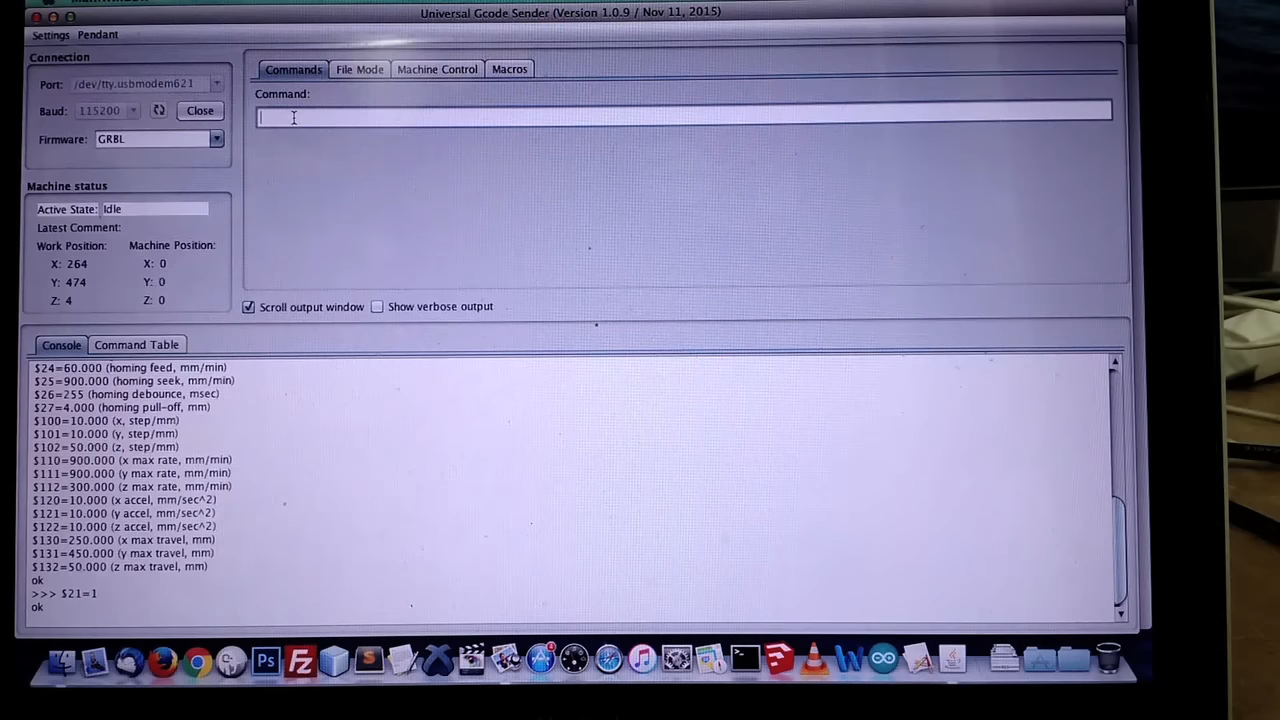 Universal Gcode Sender (Version 1.0.9 / Nov 11, 2015)
Settings Pendant
Connection
Port: /dev/tty.usbmodem621
Baud: 115200 Close
Firmware: GRBL
Machine status
Active State: Idle
Latest Comment:
Work Position: Machine Position:
X: 264 X: 0
Y: 474 Y: 0
Z: 4 Z: 0
Commands File Mode Machine Control Macros
Command:
Scroll output window Show verbose output
Console Command Table
$24=60.000 (homing feed, mm/min)
$25=900.000 (homing seek, mm/min)
$26=255 (homing debounce, msec)
$27=4.000 (homing pull-off, mm)
$100=10.000 (x, step/mm)
$101=10.000 (y, step/mm)
$102=50.000 (z, step/mm)
$110=900.000 (x max rate, mm/min)
$111=900.000 (y max rate, mm/min)
$112=300.000 (z max rate, mm/min)
$120=10.000 (x accel, mm/sec^2)
$121=10.000 (y accel, mm/sec^2)
$122=10.000 (z accel, mm/sec^2)
$130=250.000 (x max travel, mm)
$131=450.000 (y max travel, mm)
$132=50.000 (z max travel, mm)
ok
>>> $21=1
ok
Ps Fz S W